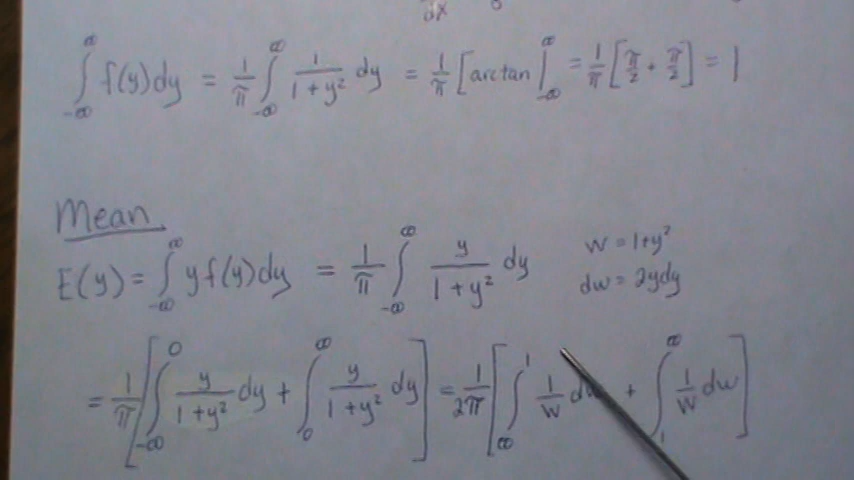 dx
∫_{-∞}^{∞} f(y)dy = 1/π ∫_{-∞}^{∞} 1/(1+y²) dy = 1/π [arctan |_{-∞}^{∞} = 1/π [π/2 + π/2] = 1
Mean
E(y) = ∫_{-∞}^{∞} y f(y)dy = 1/π ∫_{-∞}^{∞} y/(1+y²) dy
w = 1+y²
dw = 2ydy
= 1/π [∫_{-∞}^{0} y/(1+y²) dy + ∫_{0}^{∞} y/(1+y²) dy] = 1/2π [∫_{∞}^{1} 1/w dw + ∫_{1}^{∞} 1/w dw]